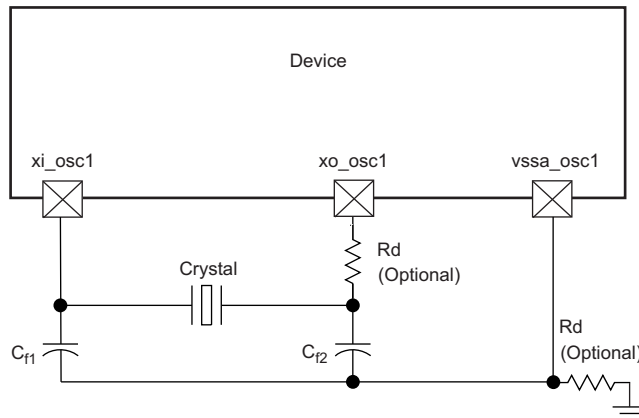 Device
xi_osc1
xo_osc1
vssa_osc1
Rd
(Optional)
Crystal
Cf1
Cf2
Rd
(Optional)